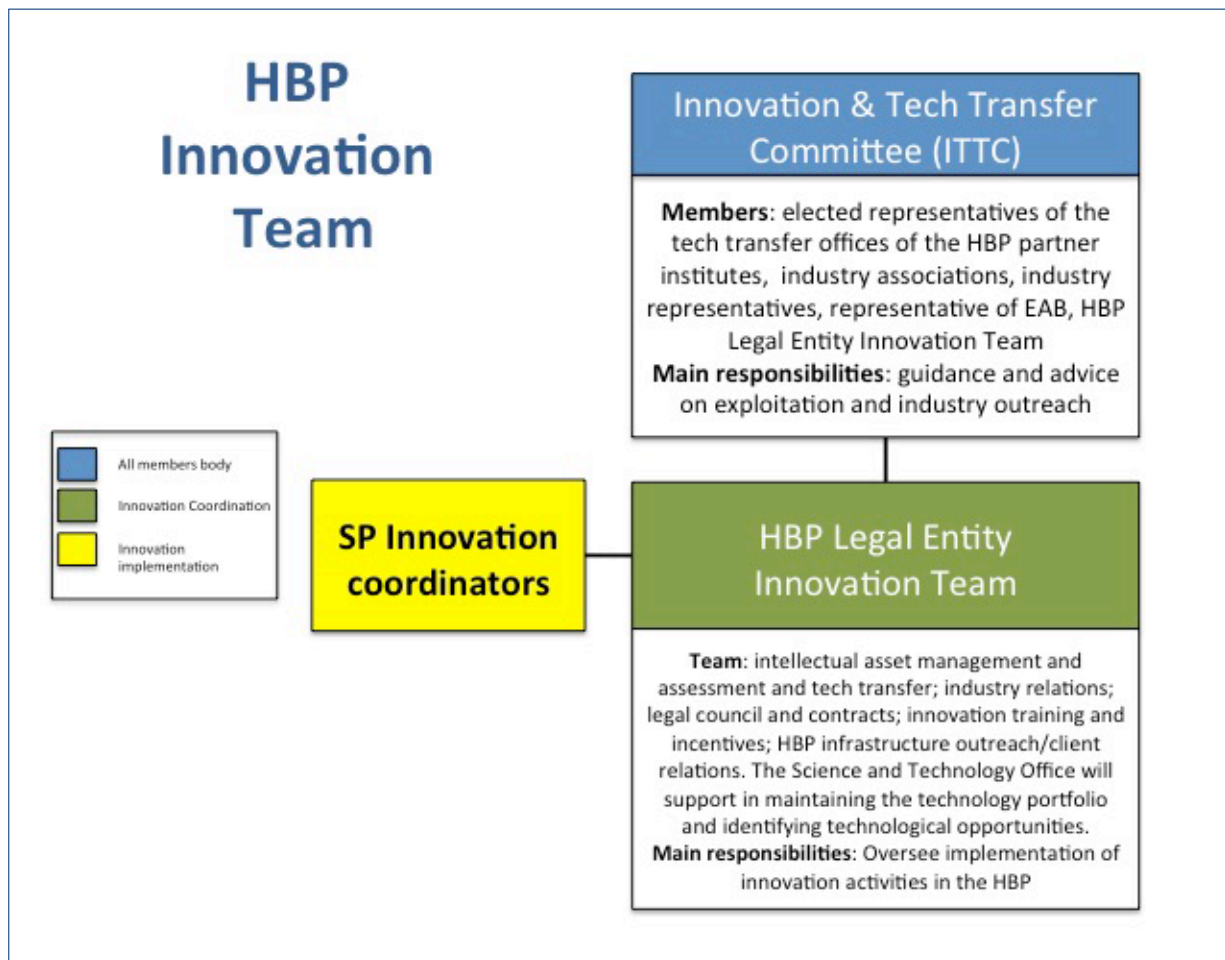 HBP
Innovation
Team
Innovation & Tech Transfer
Committee (ITTC)
Members: elected representatives of the
tech transfer offices of the HBP partner
institutes, industry associations, industry
representatives, representative of EAB, HBP
Legal Entity Innovation Team
Main responsibilities: guidance and advice
on exploitation and industry outreach
All members body
Innovation Coordination
Innovation
implementation
SP Innovation
coordinators
HBP Legal Entity
Innovation Team
Team: intellectual asset management and
assessment and tech transfer; industry relations;
legal council and contracts; innovation training and
incentives; HBP infrastructure outreach/client
relations. The Science and Technology Office will
support in maintaining the technology portfolio
and identifying technological opportunities.
Main responsibilities: Oversee implementation of
innovation activities in the HBP